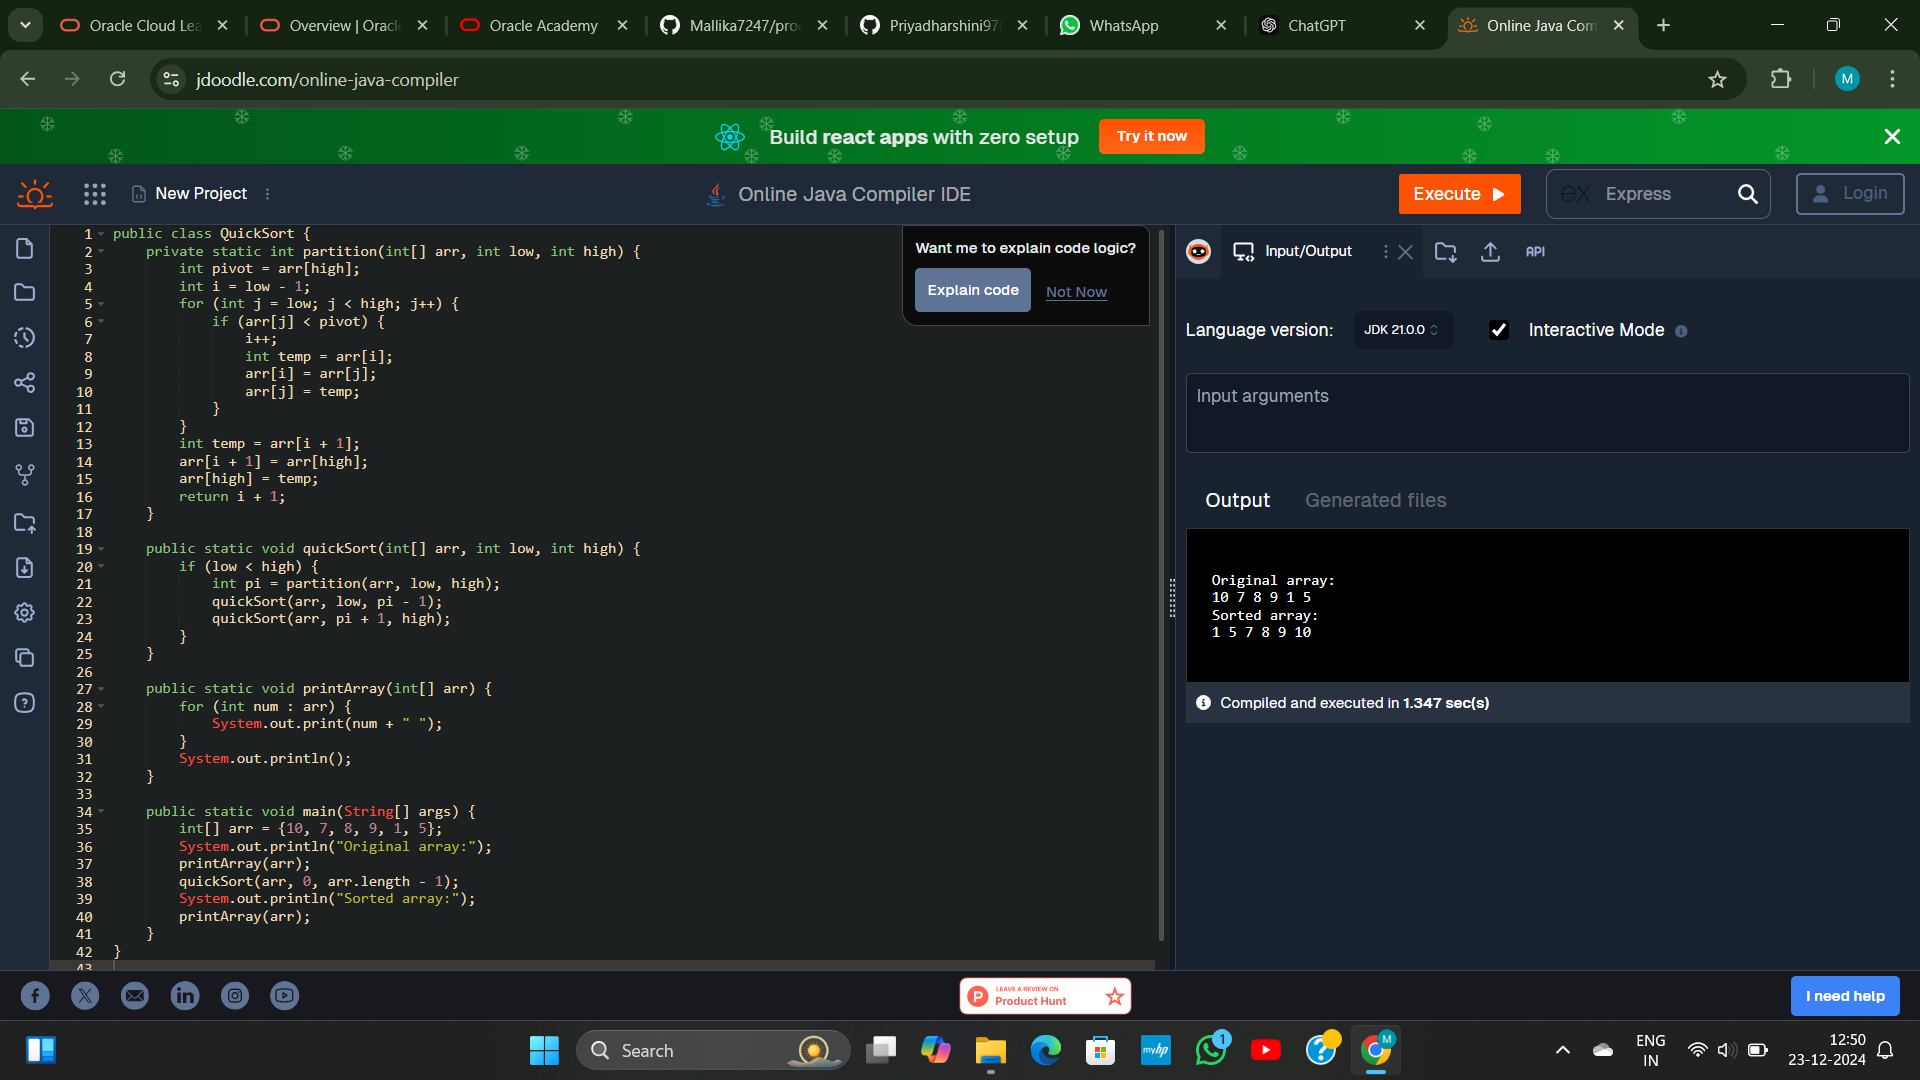 Oracle Cloud Lea
Overview | Oracle
Oracle Academy
Mallika7247/prog
Priyadharshini97
WhatsApp
ChatGPT
Online Java Com
jdoodle.com/online-java-compiler
M
Build react apps with zero setup
Try it now
New Project
Online Java Compiler IDE
Execute
eX Express
Login
1 public class QuickSort {
2     private static int partition(int[] arr, int low, int high) {
3         int pivot = arr[high];
4         int i = low - 1;
5         for (int j = low; j < high; j++) {
6             if (arr[j] < pivot) {
7                 i++;
8                 int temp = arr[i];
9                 arr[i] = arr[j];
10                 arr[j] = temp;
11             }
12         }
13         int temp = arr[i + 1];
14         arr[i + 1] = arr[high];
15         arr[high] = temp;
16         return i + 1;
17     }
18
19     public static void quickSort(int[] arr, int low, int high) {
20         if (low < high) {
21             int pi = partition(arr, low, high);
22             quickSort(arr, low, pi - 1);
23             quickSort(arr, pi + 1, high);
24         }
25     }
26
27     public static void printArray(int[] arr) {
28         for (int num : arr) {
29             System.out.print(num + " ");
30         }
31         System.out.println();
32     }
33
34     public static void main(String[] args) {
35         int[] arr = {10, 7, 8, 9, 1, 5};
36         System.out.println("Original array:");
37         printArray(arr);
38         quickSort(arr, 0, arr.length - 1);
39         System.out.println("Sorted array:");
40         printArray(arr);
41     }
42 }
43
Want me to explain code logic?
Explain code
Not Now
Input/Output
API
Language version:
JDK 21.0.0
Interactive Mode
Input arguments
Output
Generated files
Original array:
10 7 8 9 1 5
Sorted array:
1 5 7 8 9 10
Compiled and executed in 1.347 sec(s)
LEAVE A REVIEW ON
Product Hunt
I need help
Search
myhp
1
M
ENG
IN
12:50
23-12-2024